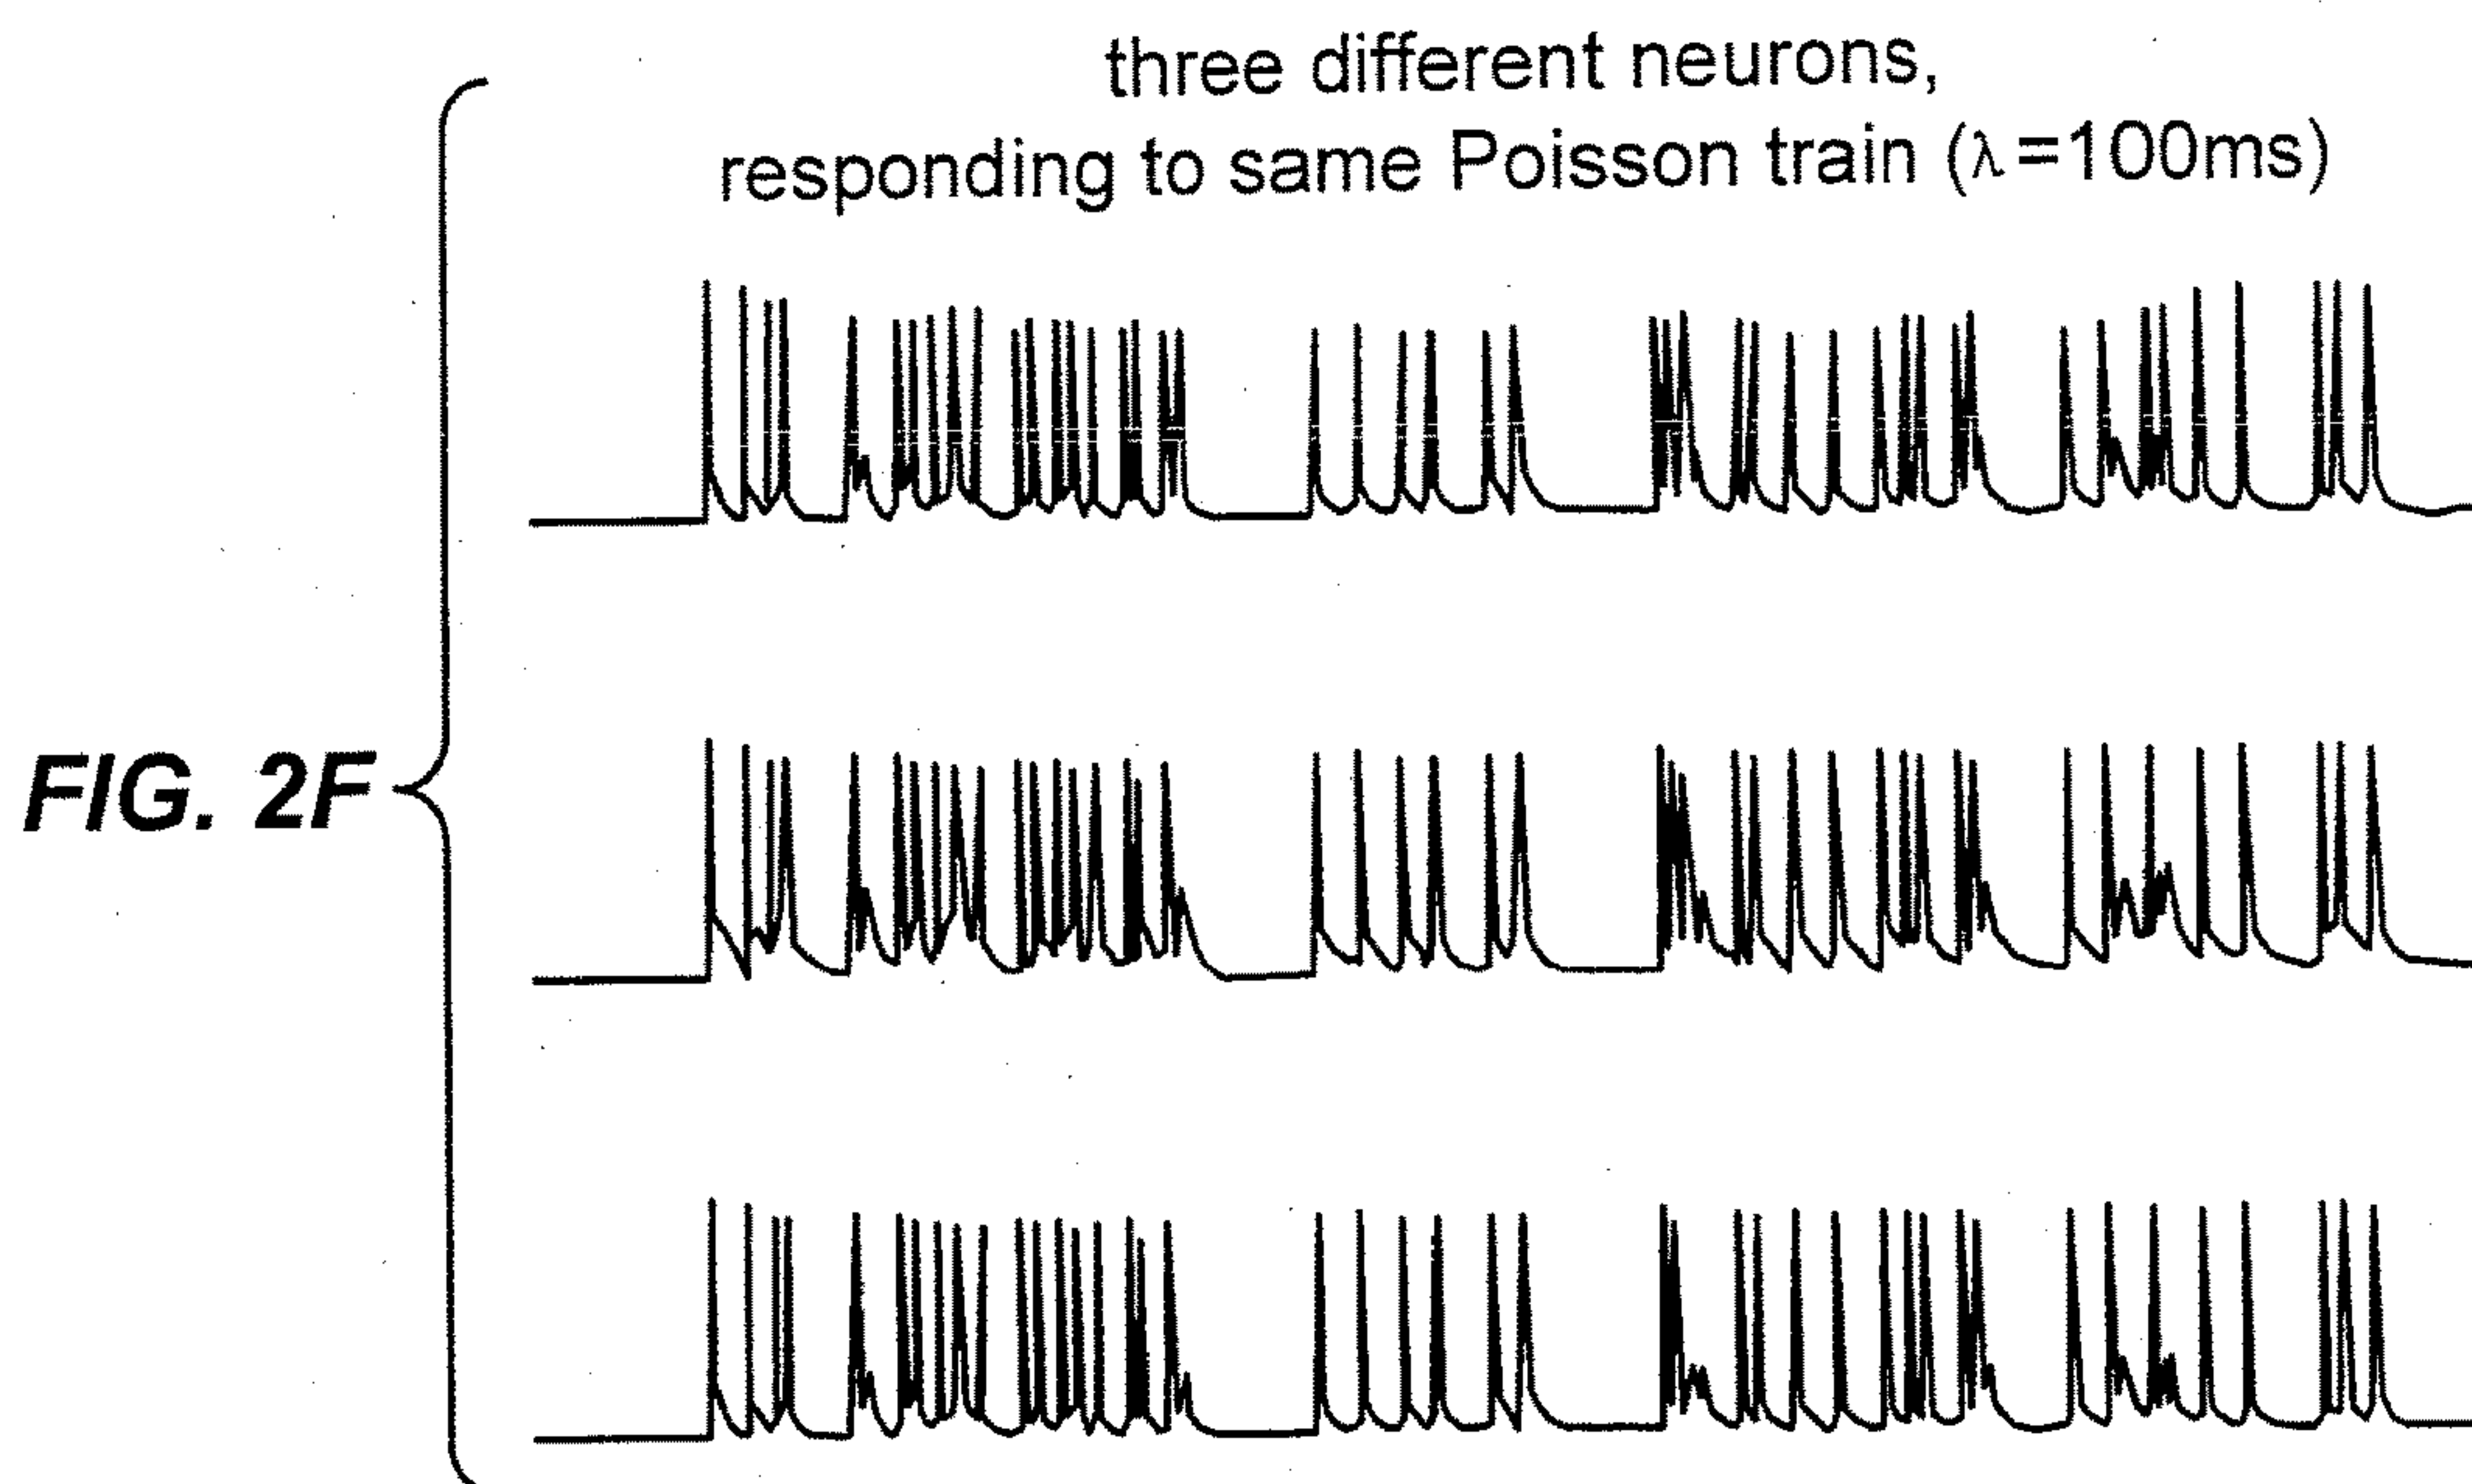 three different neurons,
responding to same Poisson train (λ=100ms)
FIG. 2F